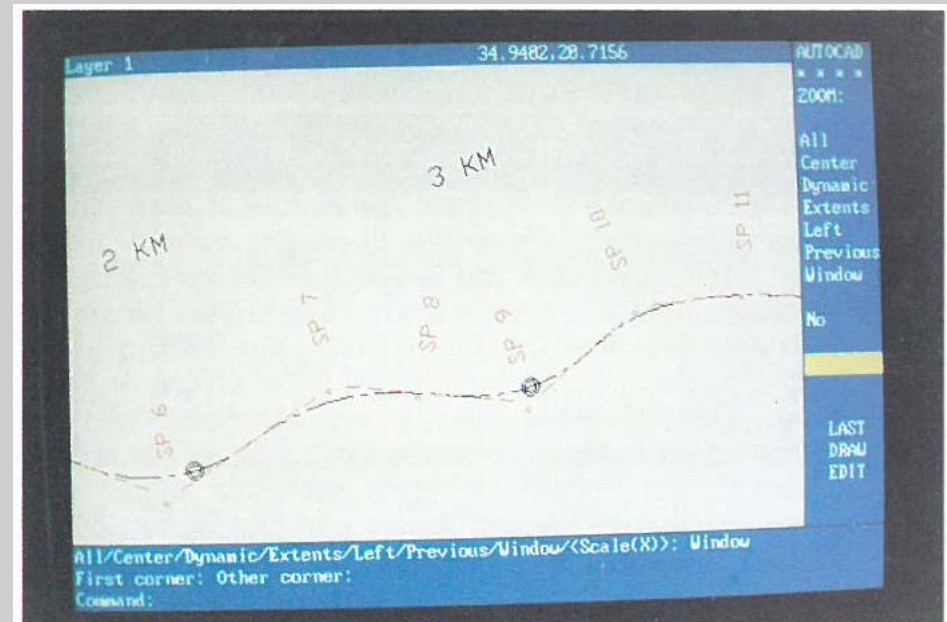 Layer 1
34.9402,20.7156
AUTOCAD
* * * *
ZOOM:
All
Center
Dynamic
Extents
Left
Previous
Window
No
LAST
DRAW
EDIT
2 KM
3 KM
SP 6
SP 7
SP 8
SP 9
SP 10
SP 11
All/Center/Dynamic/Extents/Left/Previous/Window/<Scale(X)>: Window
First corner: Other corner:
Command: